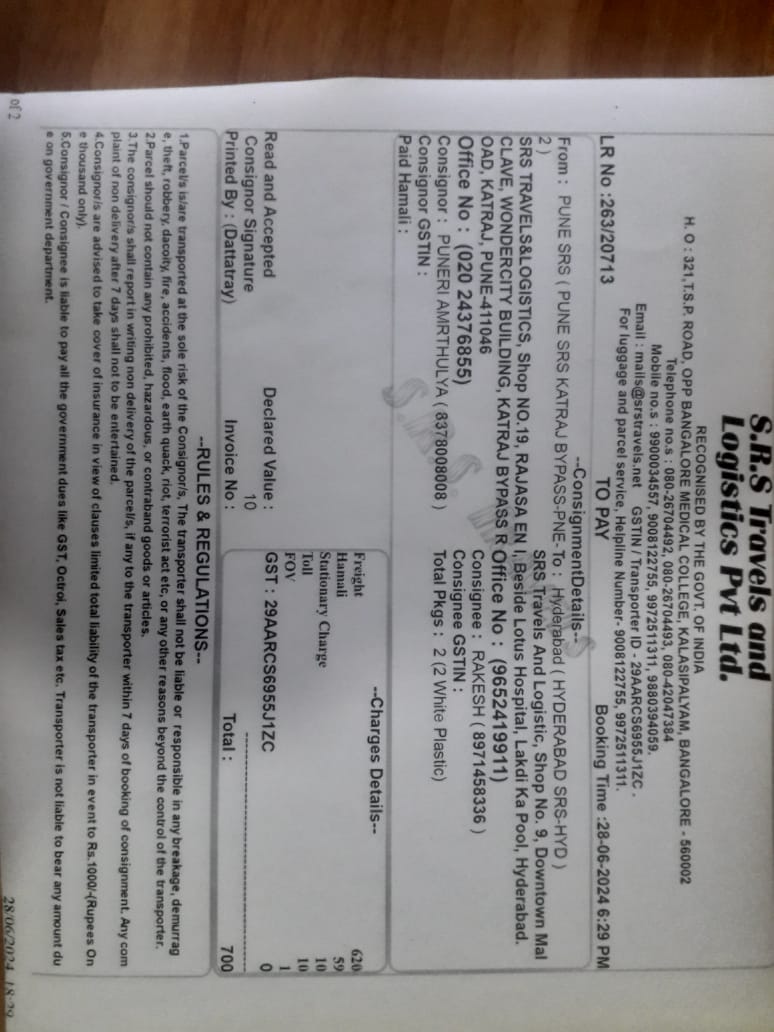 S.R.S Travels and
Logistics Pvt Ltd.
RECOGNISED BY THE GOVT. OF INDIA
H. O : 321,T.S.P. ROAD, OPP BANGALORE MEDICAL COLLEGE, KALASIPALYAM, BANGALORE - 560002
Telephone no.s : 080-26704492, 080-26704493, 080-42047384
Mobile no.s : 9900034557, 9008122755, 9972511311, 9880394059.
Email : mails@srstravels.net GSTIN / Transporter ID - 29AARCS6955J1ZC .
For luggage and parcel service, Helpline Number- 9008122755, 9972511311.
LR No :263/20713 TO PAY Booking Time :28-06-2024 6:29 PM
--ConsignmentDetails--
From : PUNE SRS ( PUNE SRS KATRAJ BYPASS-PNE-
2 )
SRS TRAVELS&LOGISTICS, Shop NO.19, RAJASA EN
CLAVE, WONDERCITY BUILDING, KATRAJ BYPASS R
OAD, KATRAJ, PUNE-411046
Office No : (020 24376855)
Consignor : PUNERI AMRTHULYA ( 8378008008 )
Consignor GSTIN :
Paid Hamali :
To : Hyderabad ( HYDERABAD SRS-HYD )
SRS Travels And Logistic, Shop No. 9, Downtown Mal
l, Beside Lotus Hospital, Lakdi Ka Pool, Hyderabad.
Office No : (9652419911)
Consignee : RAKESH ( 8971458336 )
Consignee GSTIN :
Total Pkgs : 2 (2 White Plastic)
Read and Accepted
Consignor Signature
Printed By : (Dattatray)
Declared Value :
10
Invoice No :
--Charges Details--
Freight 620
Hamali 59
Stationary Charge 10
Toll 10
FOV 1
GST : 29AARCS6955J1ZC 0
Total : 700
--RULES & REGULATIONS--
1.Parcel/s is/are transported at the sole risk of the Consignor/s, The transporter shall not be liable or responsible in any breakage, demurrag
e, theft, robbery, dacoity, fire, accidents, flood, earth quack, riot, terrorist act etc, or any other reasons beyond the control of the transporter.
2.Parcel should not contain any prohibited, hazardous, or contraband goods or articles.
3.The consignor/s shall report in writing non delivery of the parcel/s, if any to the transporter within 7 days of booking of consignment. Any com
plaint of non delivery after 7 days shall not to be entertained.
4.Consignor/s are advised to take cover of insurance in view of clauses limited total liability of the transporter in event to Rs.1000/-(Rupees On
e thousand only).
5.Consignor / Consignee is liable to pay all the government dues like GST, Octroi, Sales tax etc. Transporter is not liable to bear any amount du
e on government department.
of 2 28/06/2024, 18:29